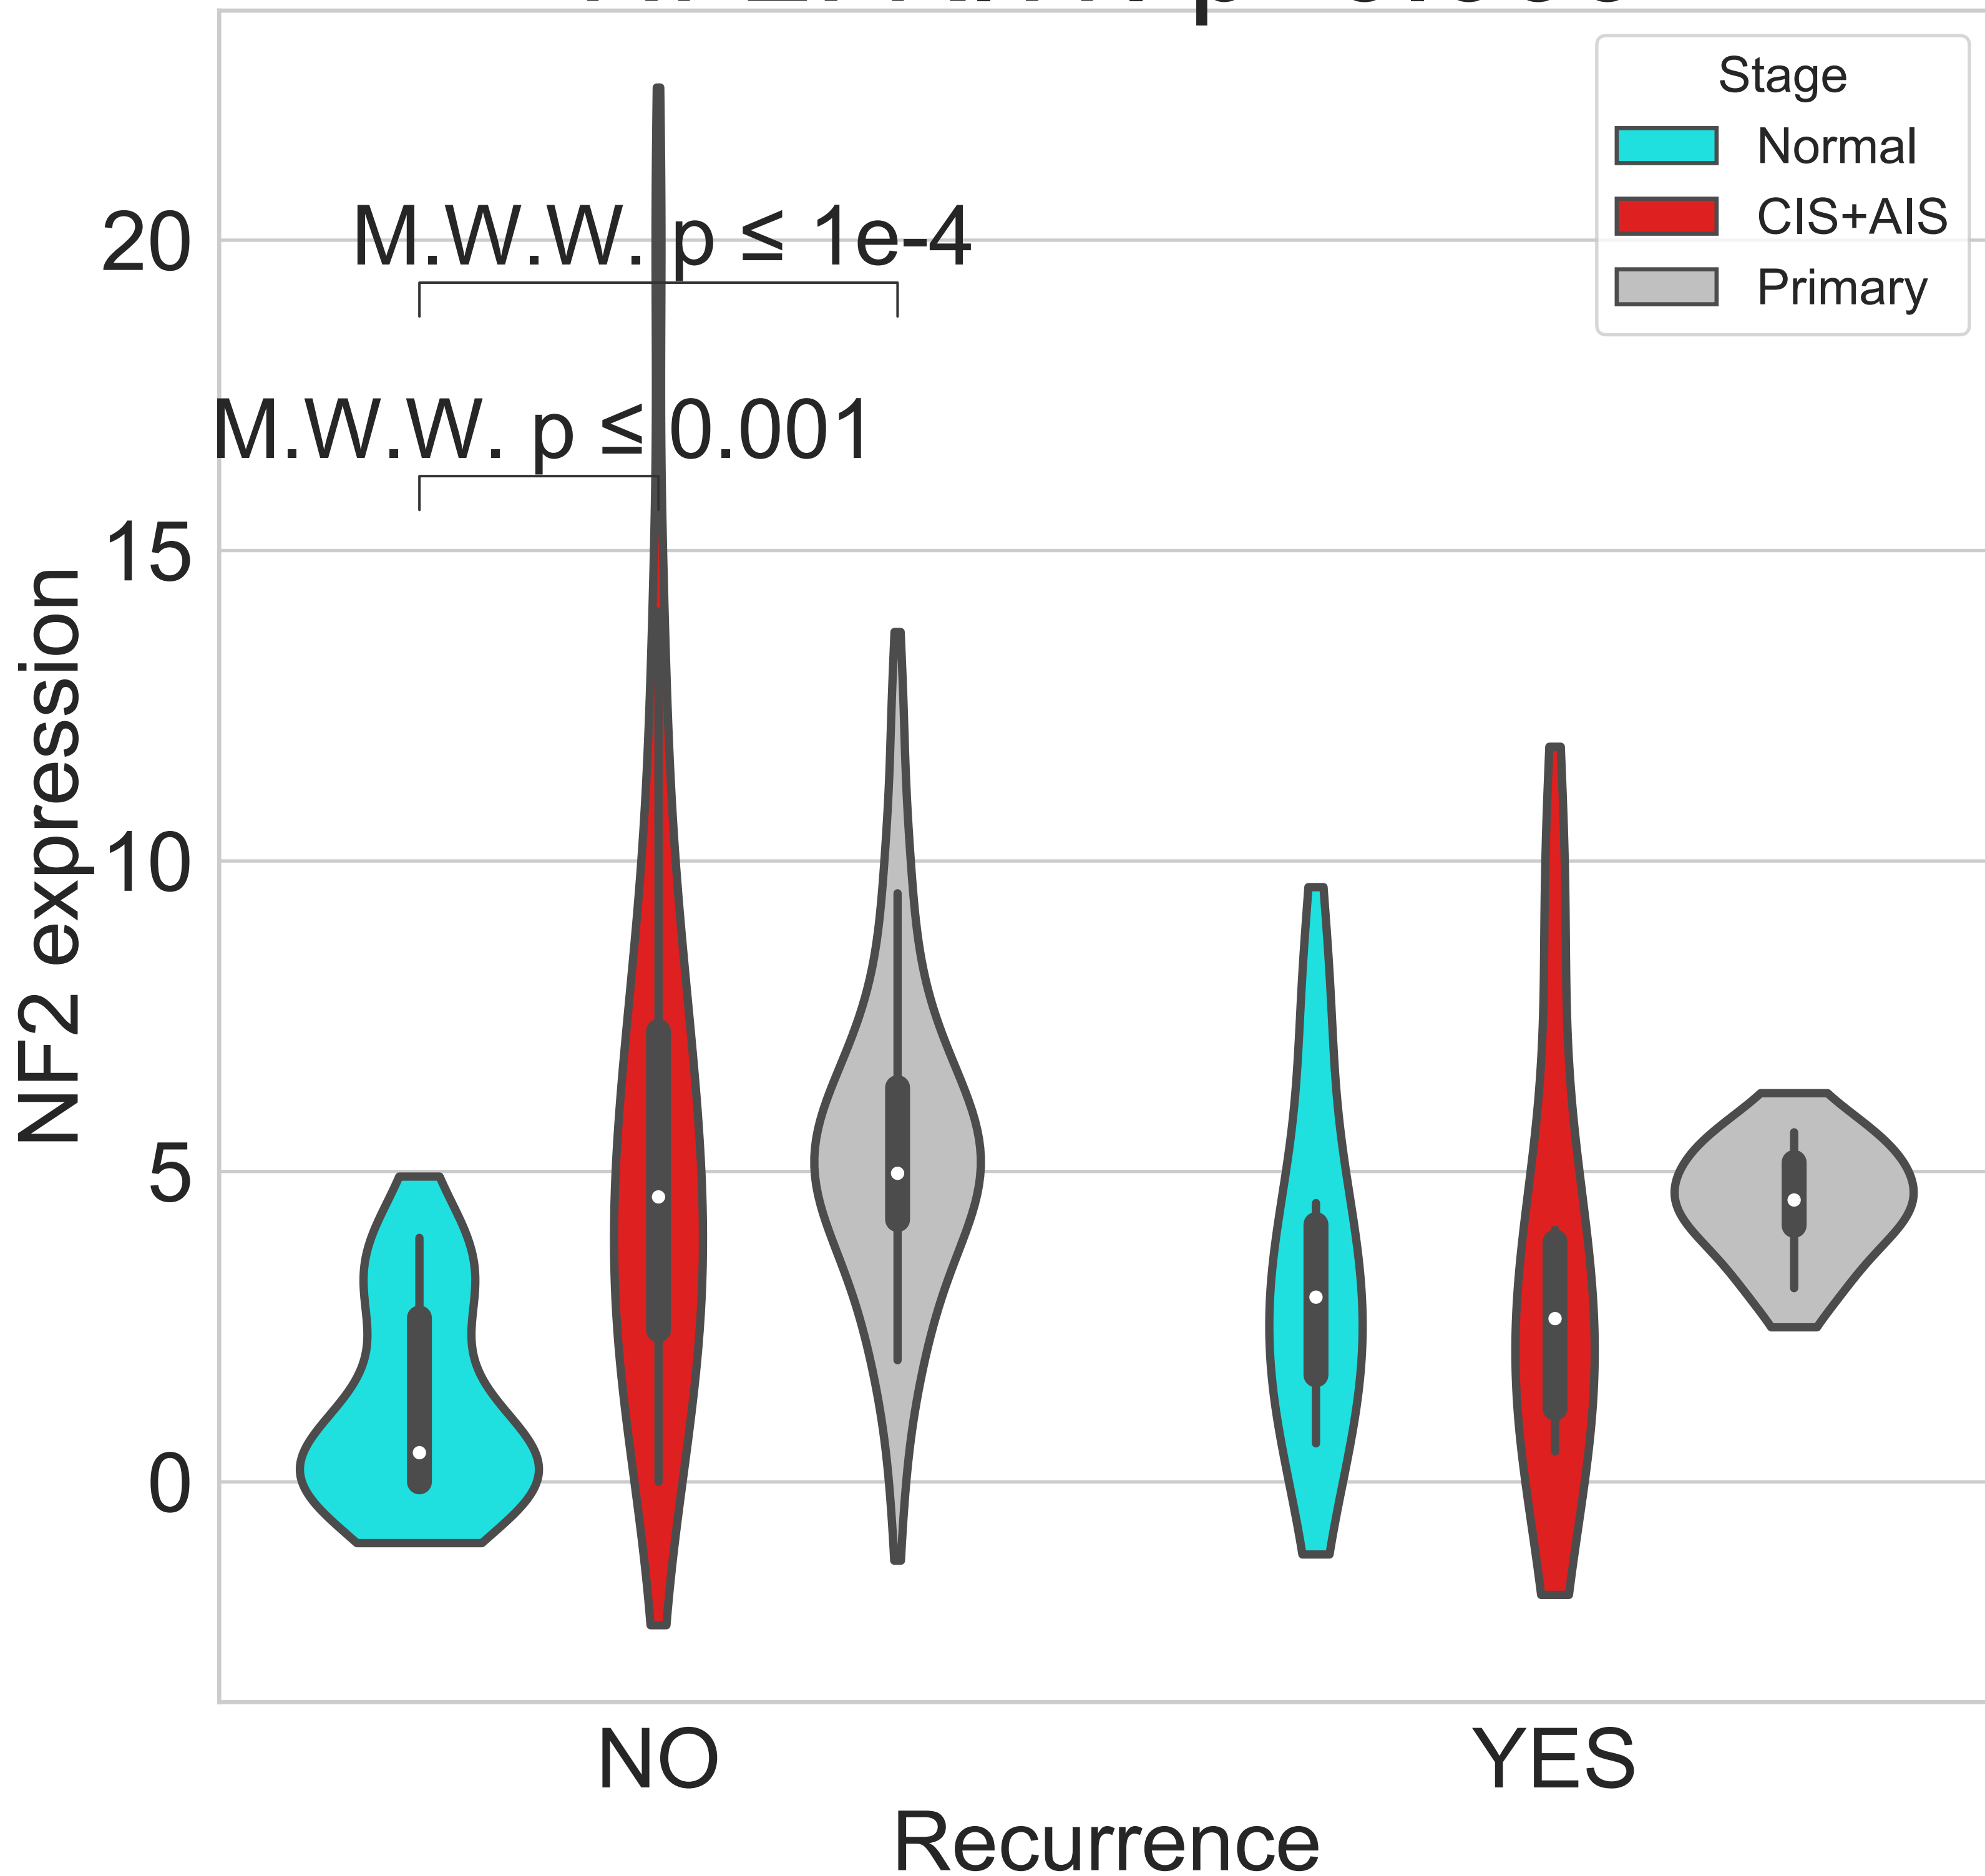 Stage
Normal
CIS+AIS
Primary
M.W.W. p ≤ 1e-4
M.W.W. p ≤ 0.001
20
15
10
5
0
NF2 expression
NO
YES
Recurrence